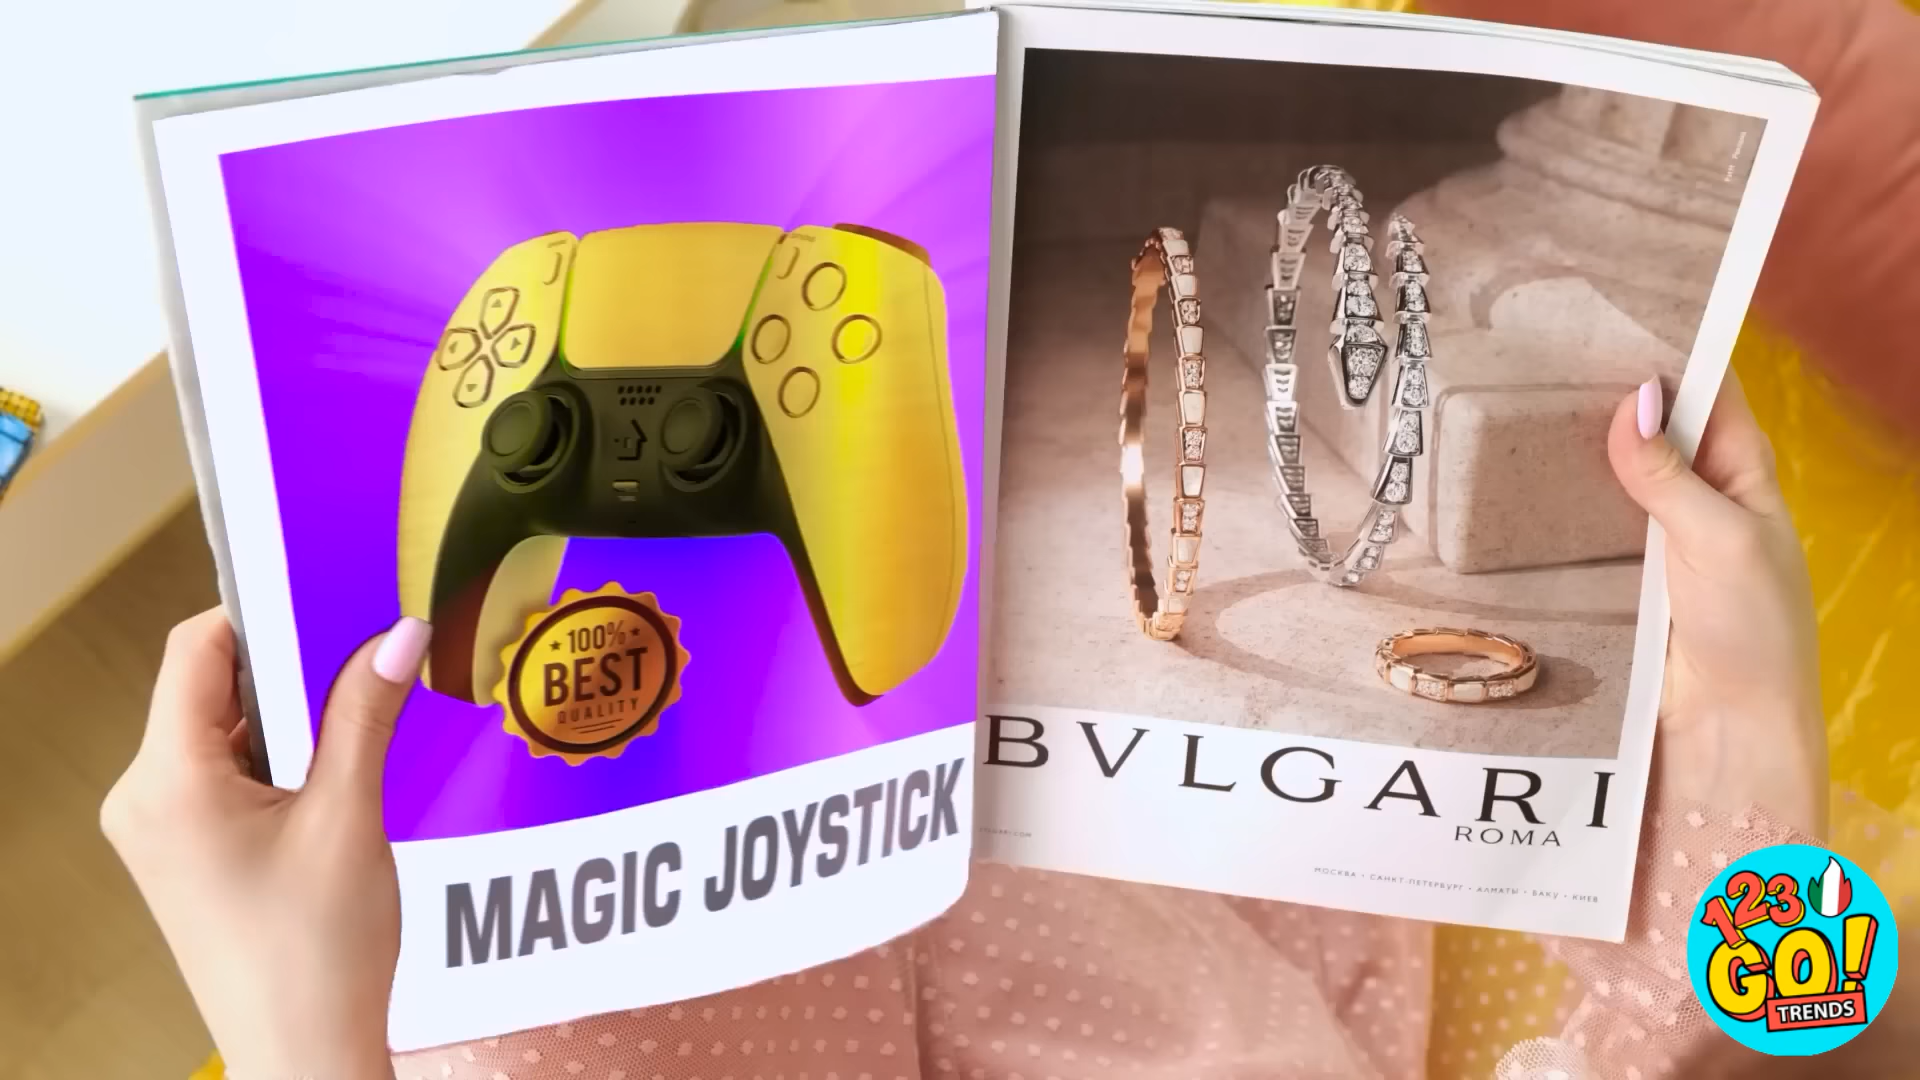 100%
BEST
QUALITY
MAGIC JOYSTICK
BVLGARI
ROMA
МОСКВА • САНКТ-ПЕТЕРБУРГ • АЛМАТЫ • БАКУ • КИЕВ
123
GO!
TRENDS